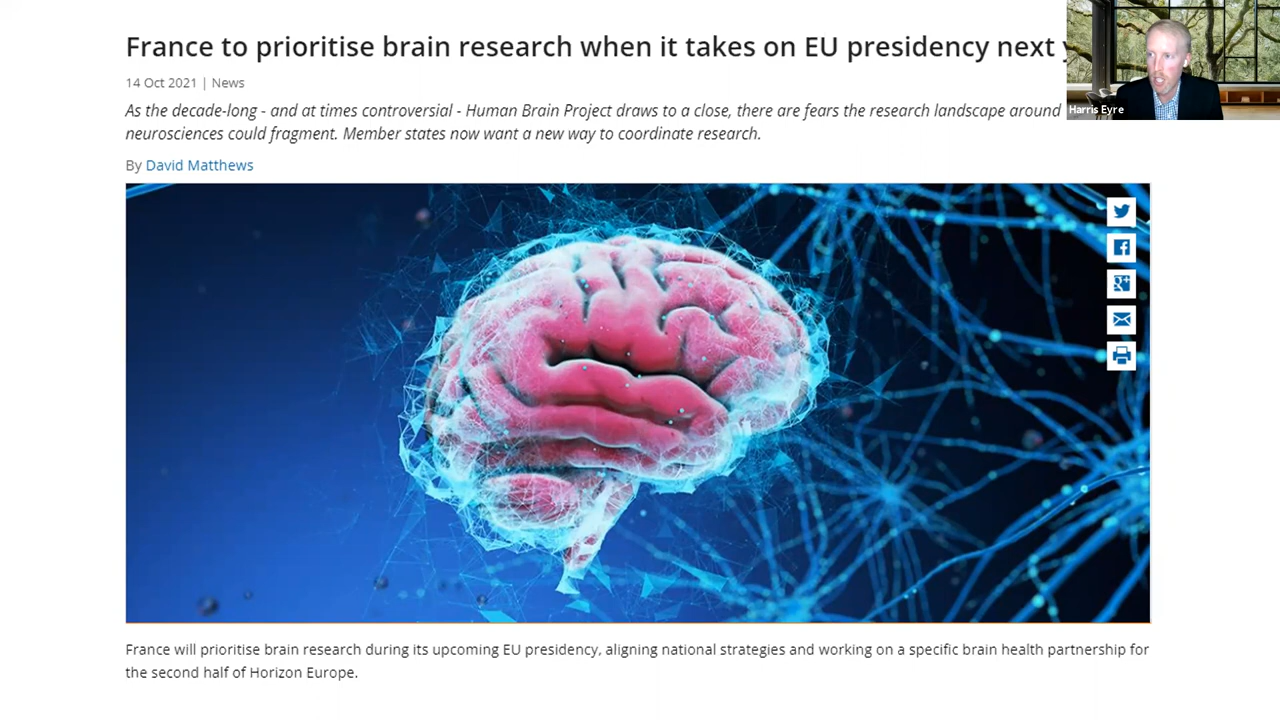 France to prioritise brain research when it takes on EU presidency next
14 Oct 2021 | News
As the decade-long - and at times controversial - Human Brain Project draws to a close, there are fears the research landscape around
neurosciences could fragment. Member states now want a new way to coordinate research.
By David Matthews
France will prioritise brain research during its upcoming EU presidency, aligning national strategies and working on a specific brain health partnership for
the second half of Horizon Europe.
Harris Eyre